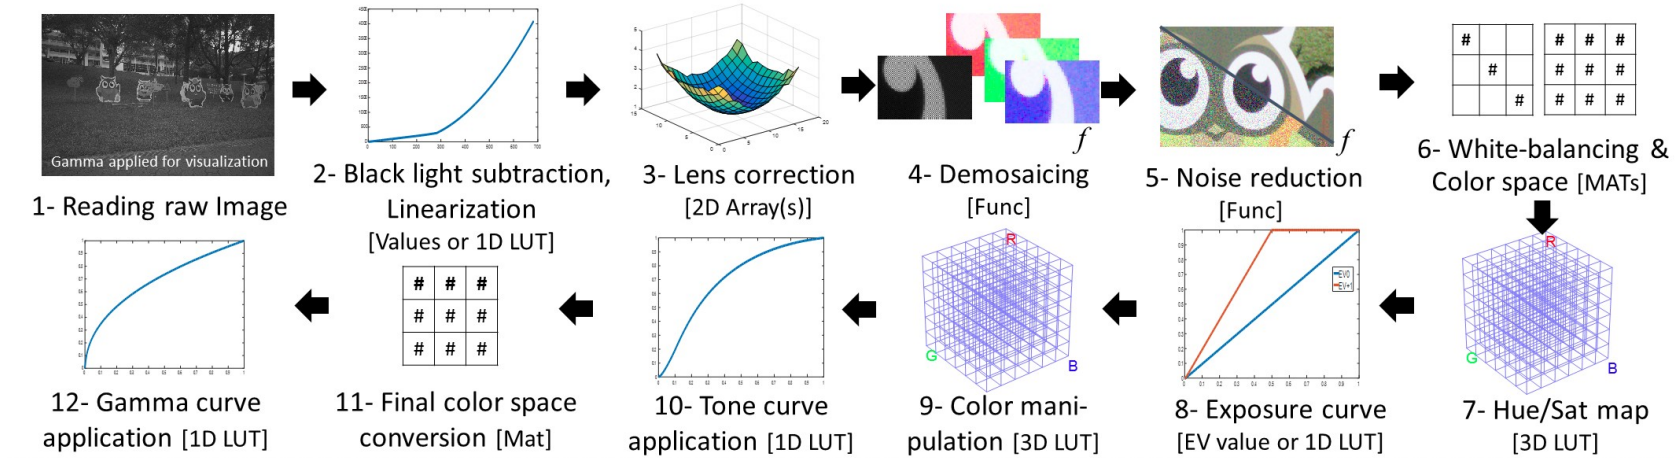 Gamma applied for visualization
1- Reading raw Image
2- Black light subtraction,
Linearization
[Values or 1D LUT]
3- Lens correction
[2D Array(s)]
f
4- Demosaicing
[Func]
f
5- Noise reduction
[Func]
#
#
#
# # #
# # #
# # #
6- White-balancing &
Color space [MATs]
R
G
B
7- Hue/Sat map
[3D LUT]
EV0
EV+1
8- Exposure curve
[EV value or 1D LUT]
R
G
B
9- Color mani-
pulation [3D LUT]
10- Tone curve
application [1D LUT]
# # #
# # #
# # #
11- Final color space
conversion [Mat]
12- Gamma curve
application [1D LUT]